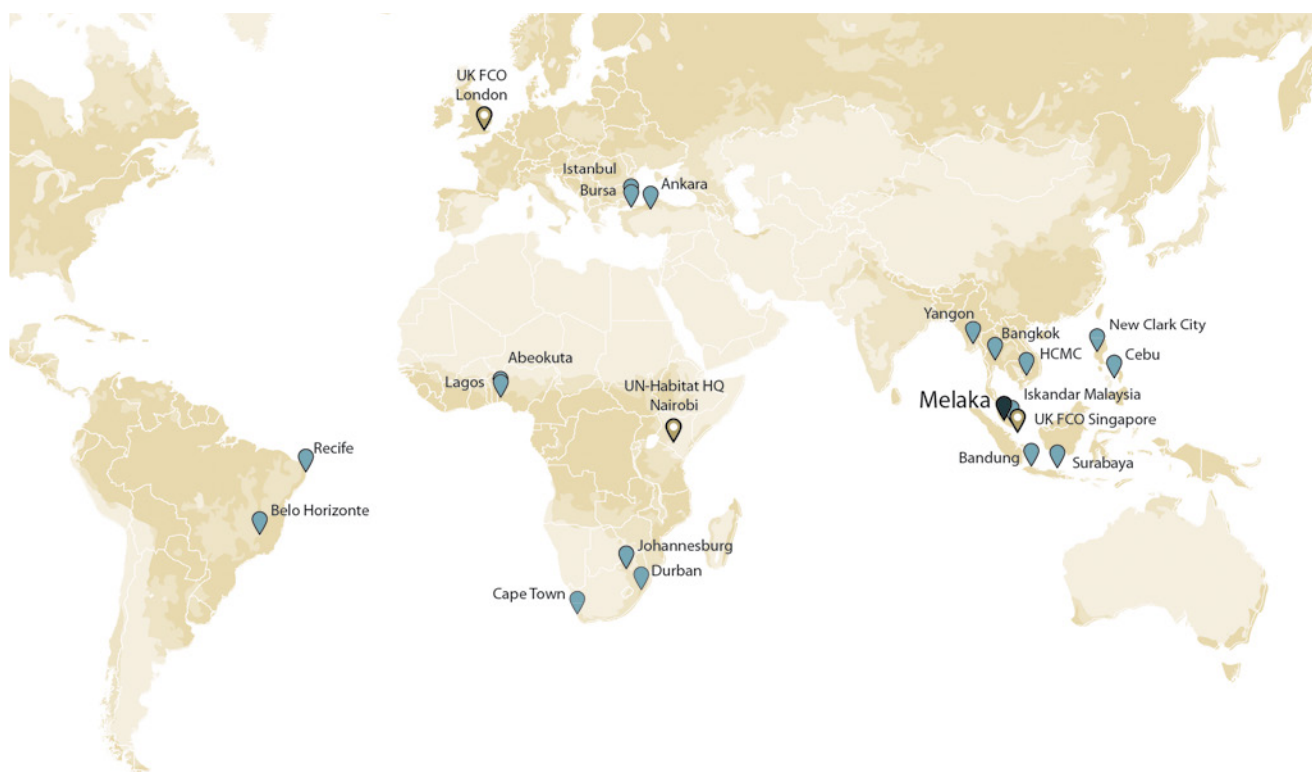 UK FCO
London
Istanbul
Bursa
Ankara
Yangon
Bangkok
New Clark City
HCMC
Cebu
Abeokuta
Lagos
UN-Habitat HQ
Nairobi
Melaka
Iskandar Malaysia
UK FCO Singapore
Recife
Bandung
Surabaya
Belo Horizonte
Johannesburg
Durban
Cape Town